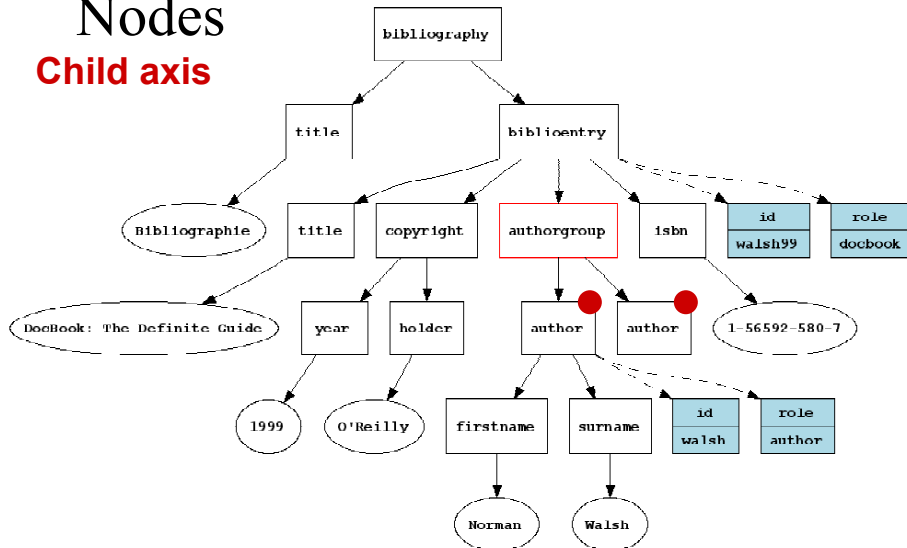 Nodes
Child axis
bibliography
title
biblioentry
Bibliographie
title
copyright
authorgroup
isbn
id
walsh99
role
docbook
DocBook: The Definite Guide
year
holder
author
author
1-56592-580-7
1999
O'Reilly
firstname
surname
id
walsh
role
author
Norman
Walsh